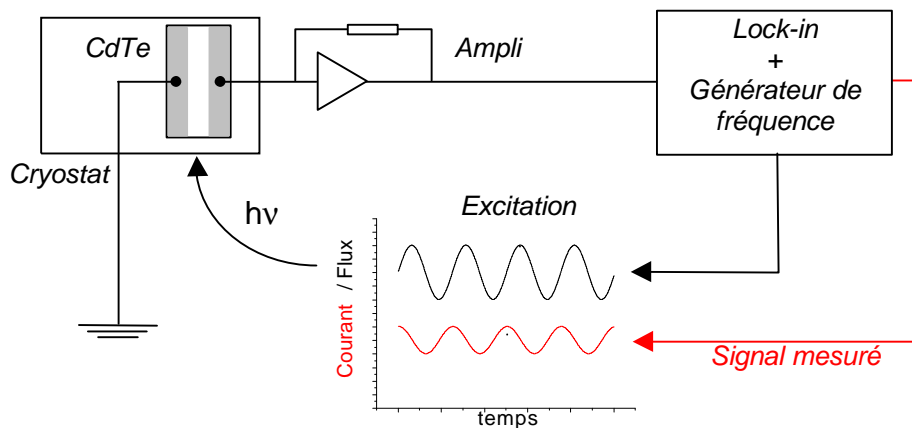 CdTe
Ampli
Lock-in
+
Générateur de
fréquence
Cryostat
hν
Excitation
Courant / Flux
Signal mesuré
temps